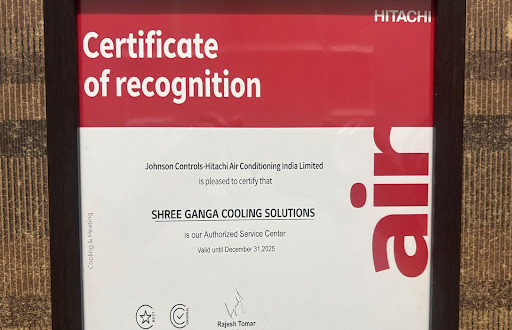 HITACHI
Certificate
of recognition
Johnson Controls-Hitachi Air Conditioning India Limited
is pleased to certify that
SHREE GANGA COOLING SOLUTIONS
is our Authorized Service Center
Valid until December 31,2025
air
Cooling & Heating
Rajesh Tomar